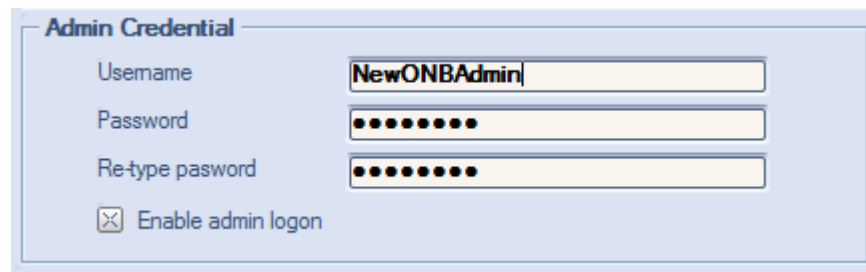 Admin Credential
Username
NewONBAdmin
Password
●●●●●●●●
Re-type pasword
●●●●●●●●
Enable admin logon